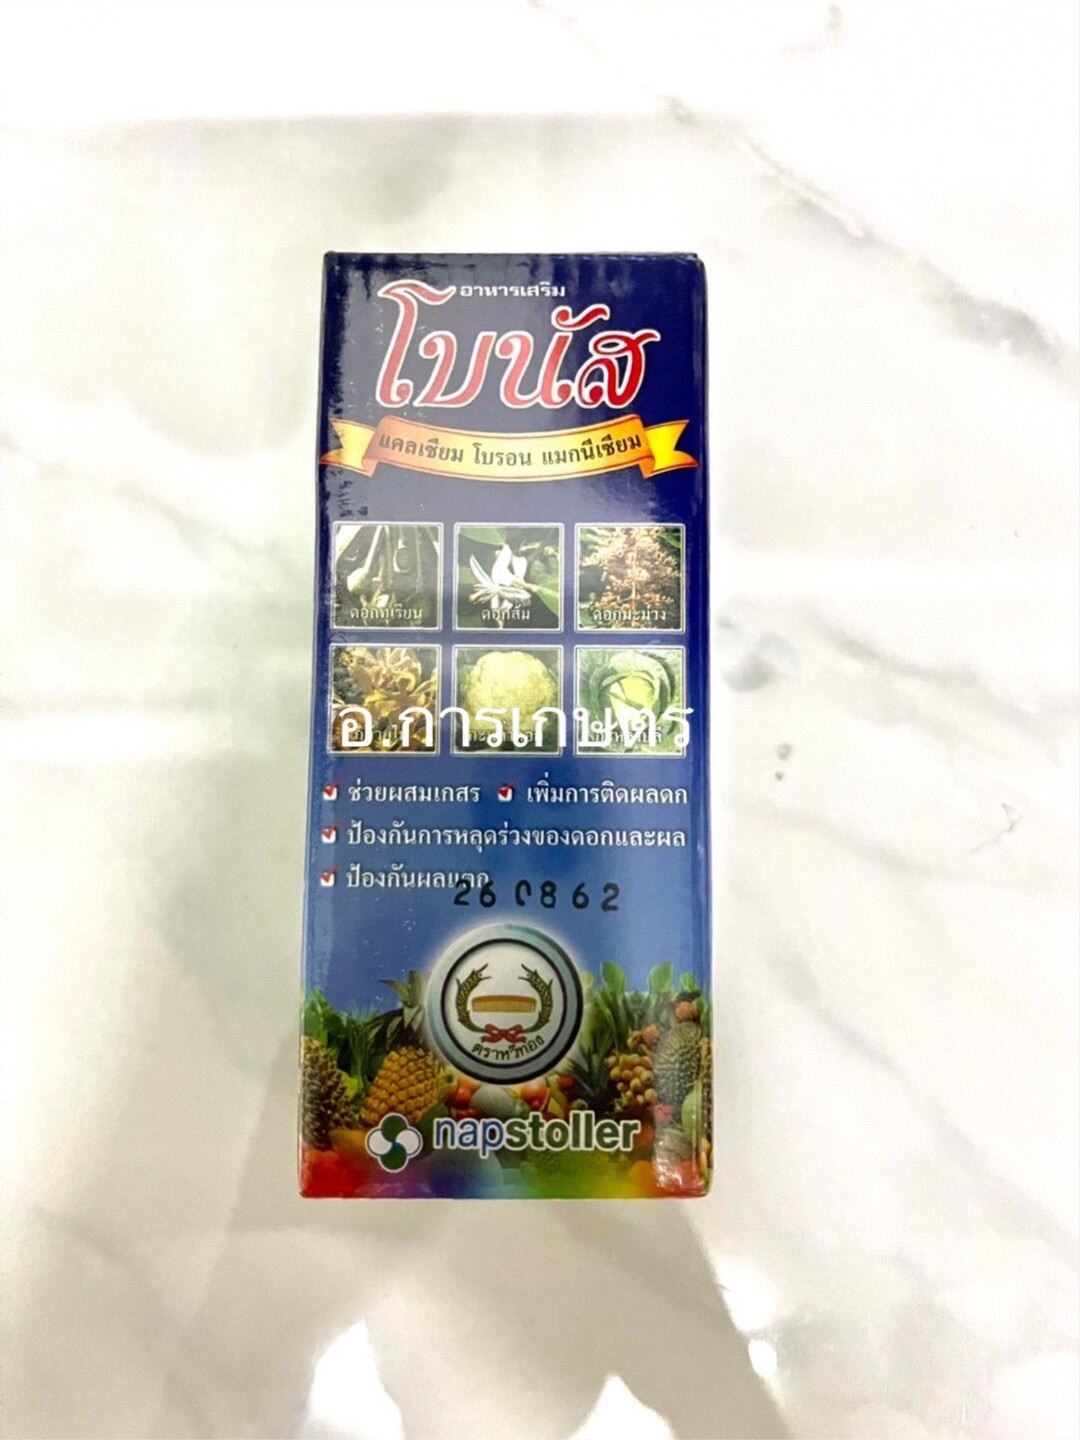 อาหารเสริม
โบนัส
แคลเซียม โบรอน แมกนีเซียม
ดอกทุเรียน ดอกส้ม ดอกมะม่วง
อ.การเกษตร
ช่วยผสมเกสร เพิ่มการติดผลดก
ป้องกันการหลุดร่วงของดอกและผล
ป้องกันผลแตก
26 08 62
ตราทวีทอง
napstoller